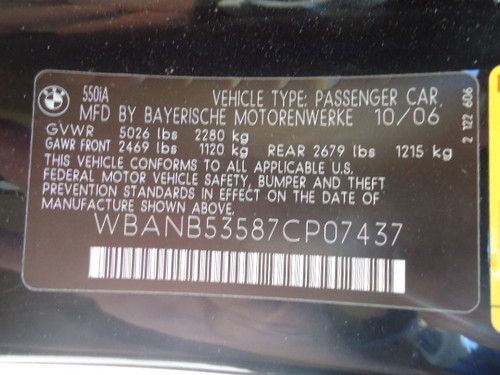 550iA VEHICLE TYPE: PASSENGER CAR
MFD BY BAYERISCHE MOTORENWERKE 10/06
GVWR 5026 lbs 2280 kg
GAWR FRONT 2469 lbs 1120 kg REAR 2679 lbs 1215 kg
THIS VEHICLE CONFORMS TO ALL APPLICABLE U.S.
FEDERAL MOTOR VEHICLE SAFETY, BUMPER AND THEFT
PREVENTION STANDARDS IN EFFECT ON THE DATE OF
MANUFACTURE SHOWN ABOVE.
WBANB53587CP07437
2 122 606